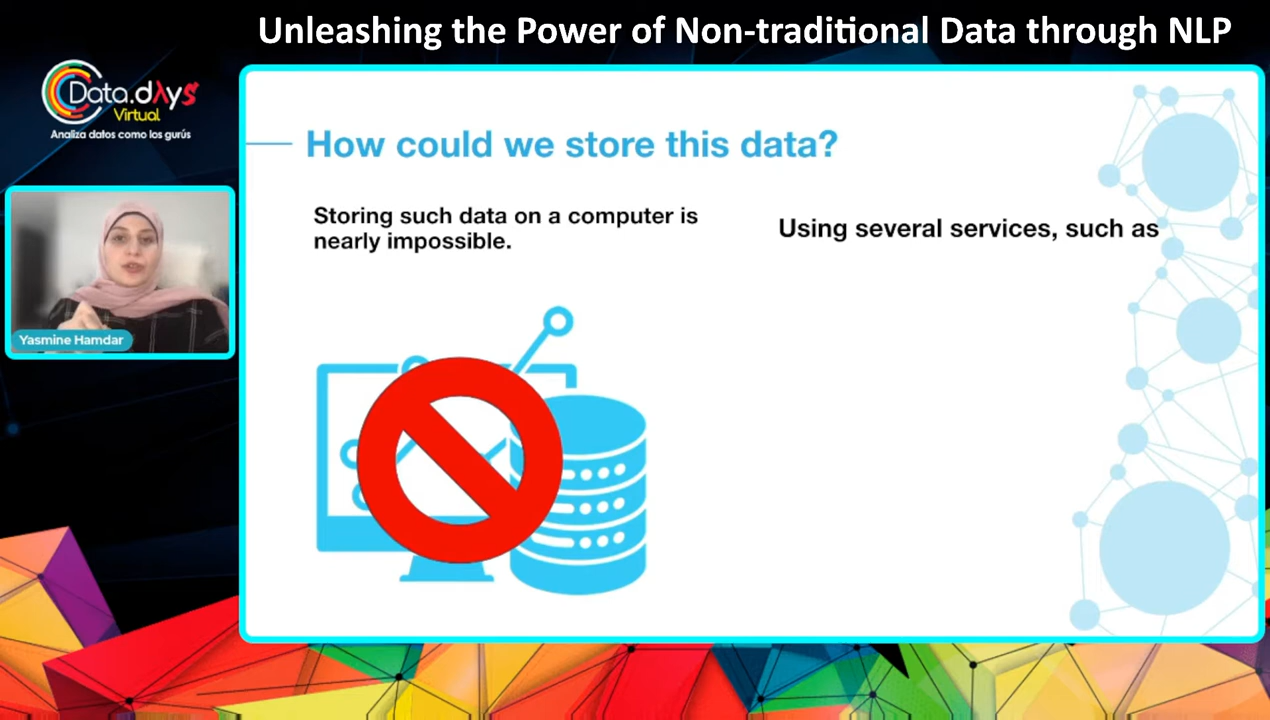 Unleashing the Power of Non-traditional Data through NLP
Data.dAys
Virtual
Analiza datos como los gurús
Yasmine Hamdar
How could we store this data?
Storing such data on a computer is
nearly impossible.
Using several services, such as